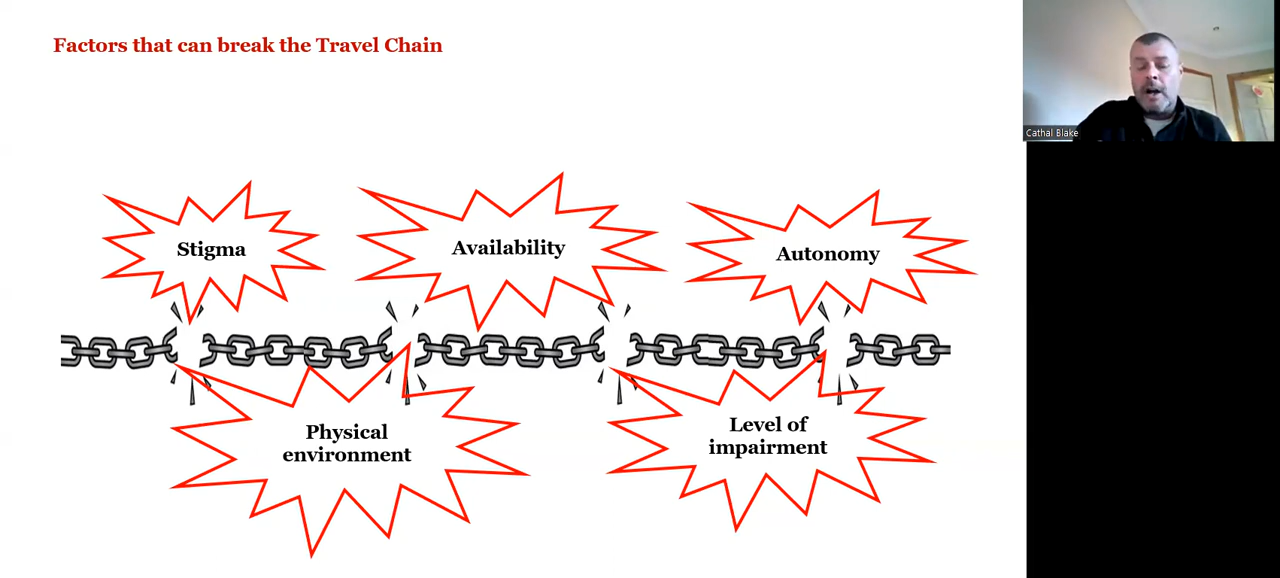 Factors that can break the Travel Chain
Cathal Blake
Stigma
Availability
Autonomy
Physical
environment
Level of
impairment